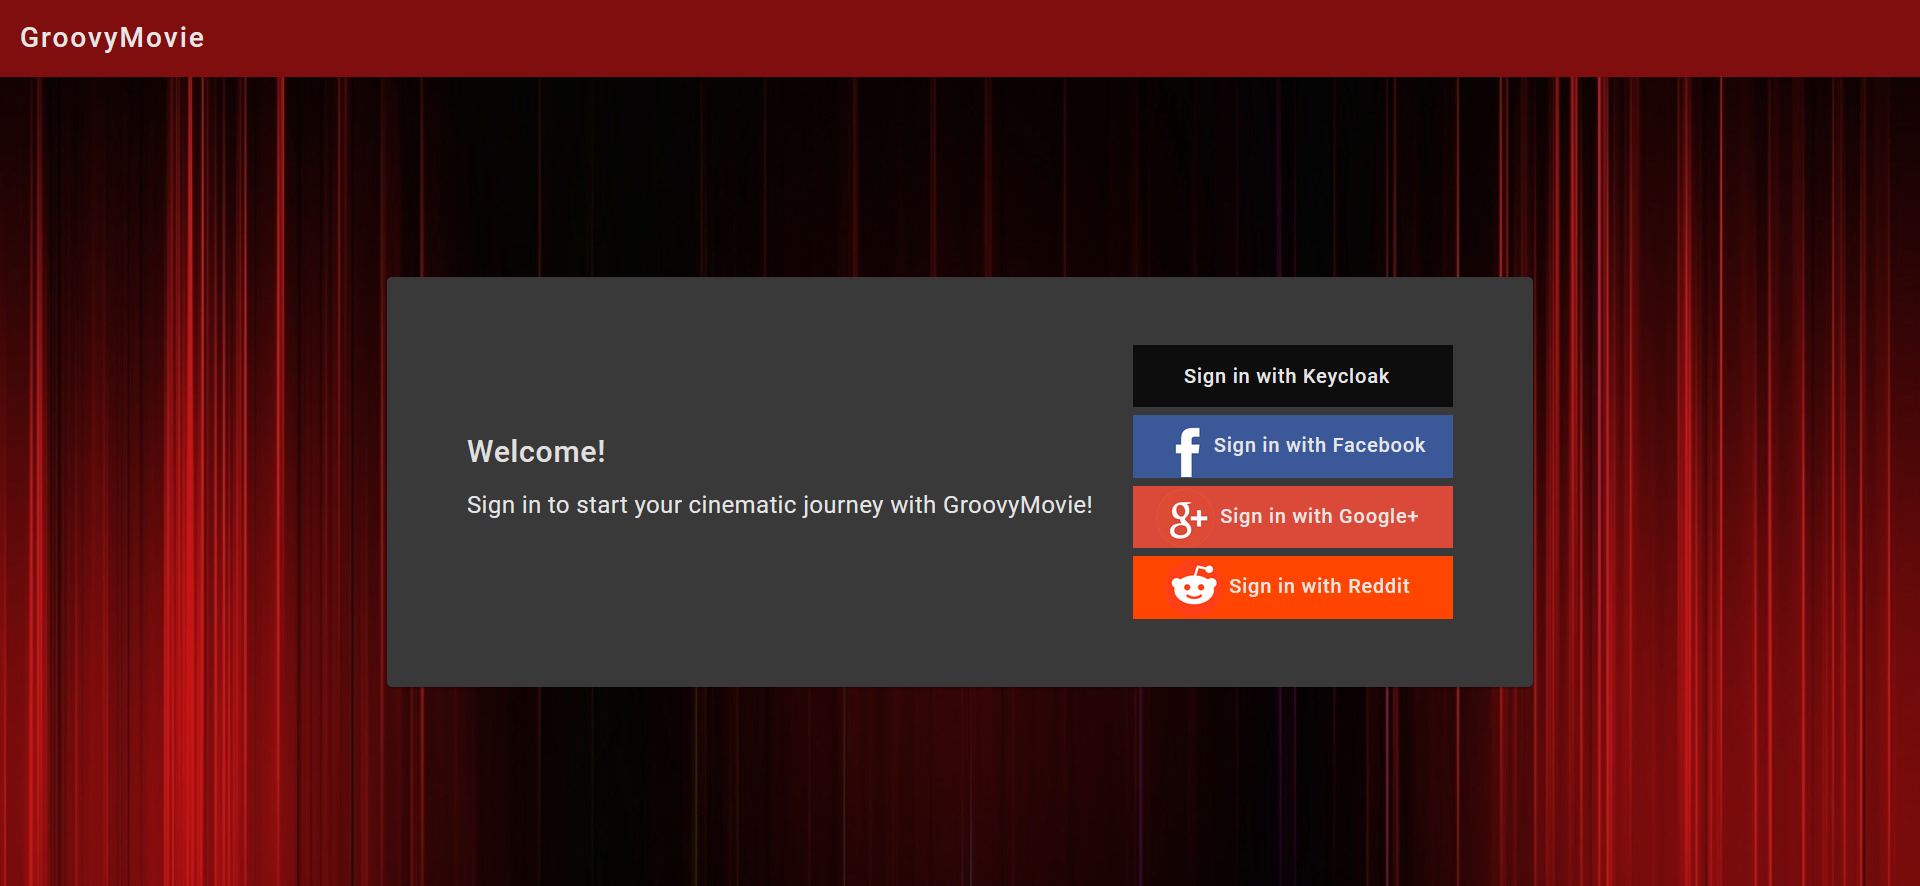 GroovyMovie
Welcome!
Sign in to start your cinematic journey with GroovyMovie!
Sign in with Keycloak
f Sign in with Facebook
g+ Sign in with Google+
Sign in with Reddit